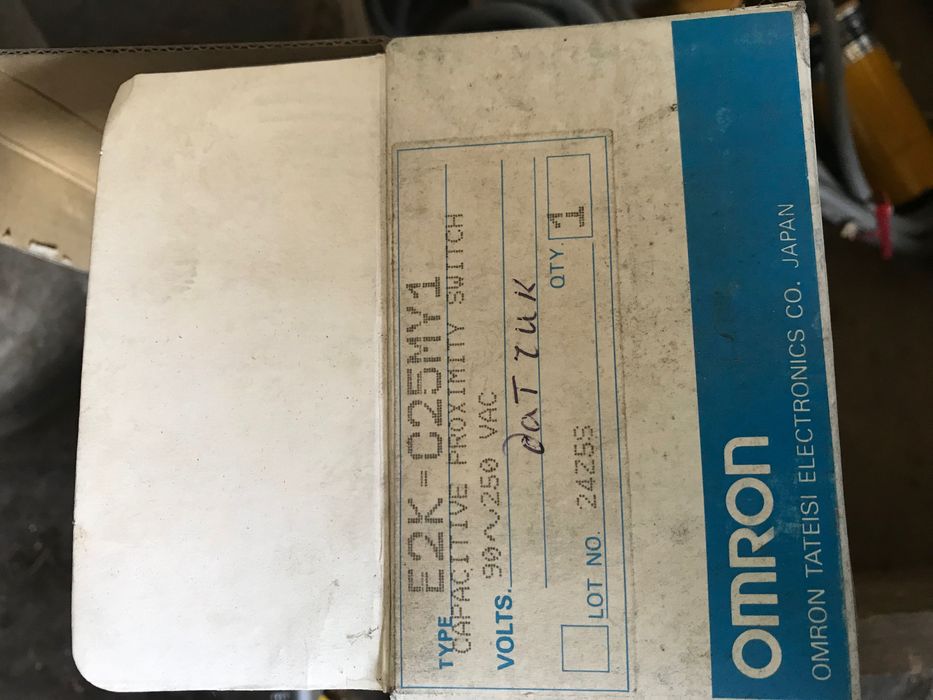 TYPE E2K-C25MY1
CAPACITIVE PROXIMITY SWITCH
VOLTS. 90~250 VAC
датчик
LOT NO. 24Z5S QTY. 1
OMRON
OMRON TATEISI ELECTRONICS CO. JAPAN